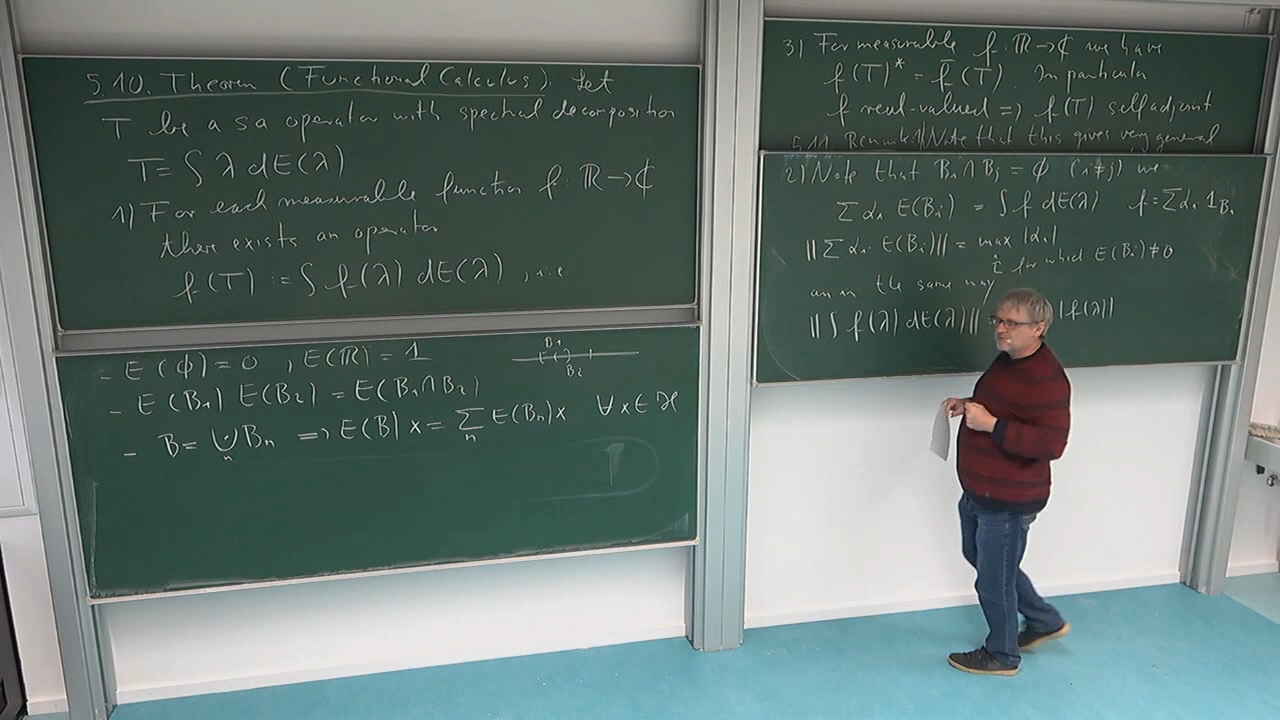 5.10. Theorem (Functional Calculus). Let
T be a s a operator with spectral decomposition
T = ∫ λ dE(λ)
1) For each measurable function f: ℝ → ℂ
there exists an operator
f(T) := ∫ f(λ) dE(λ), i.e
- E(∅) = 0, E(ℝ) = 1
B₁
B₂
- E(B₁) E(B₂) = E(B₁ ∩ B₂)
- B = ⨃ₙ Bₙ ⟹ E(B) x = ∑ₙ E(Bₙ) x ∀ x ∈ ℋ
3) For measurable f: ℝ → ℂ we have
f(T)* = f̄(T). In particular
f real-valued ⟹ f(T) selfadjoint
5.11 Remark: 1) Note that this gives very general
2) Note that Bᵢ ∩ Bⱼ = ∅ (i≠j) we
∑ αᵢ E(Bᵢ) = ∫ f dE(λ) f = ∑ αᵢ 1_Bᵢ
‖∑ αᵢ E(Bᵢ)‖ = max |αᵢ|
i for which E(Bᵢ) ≠ 0
in the same way
‖∫ f(λ) dE(λ)‖ |f(λ)|